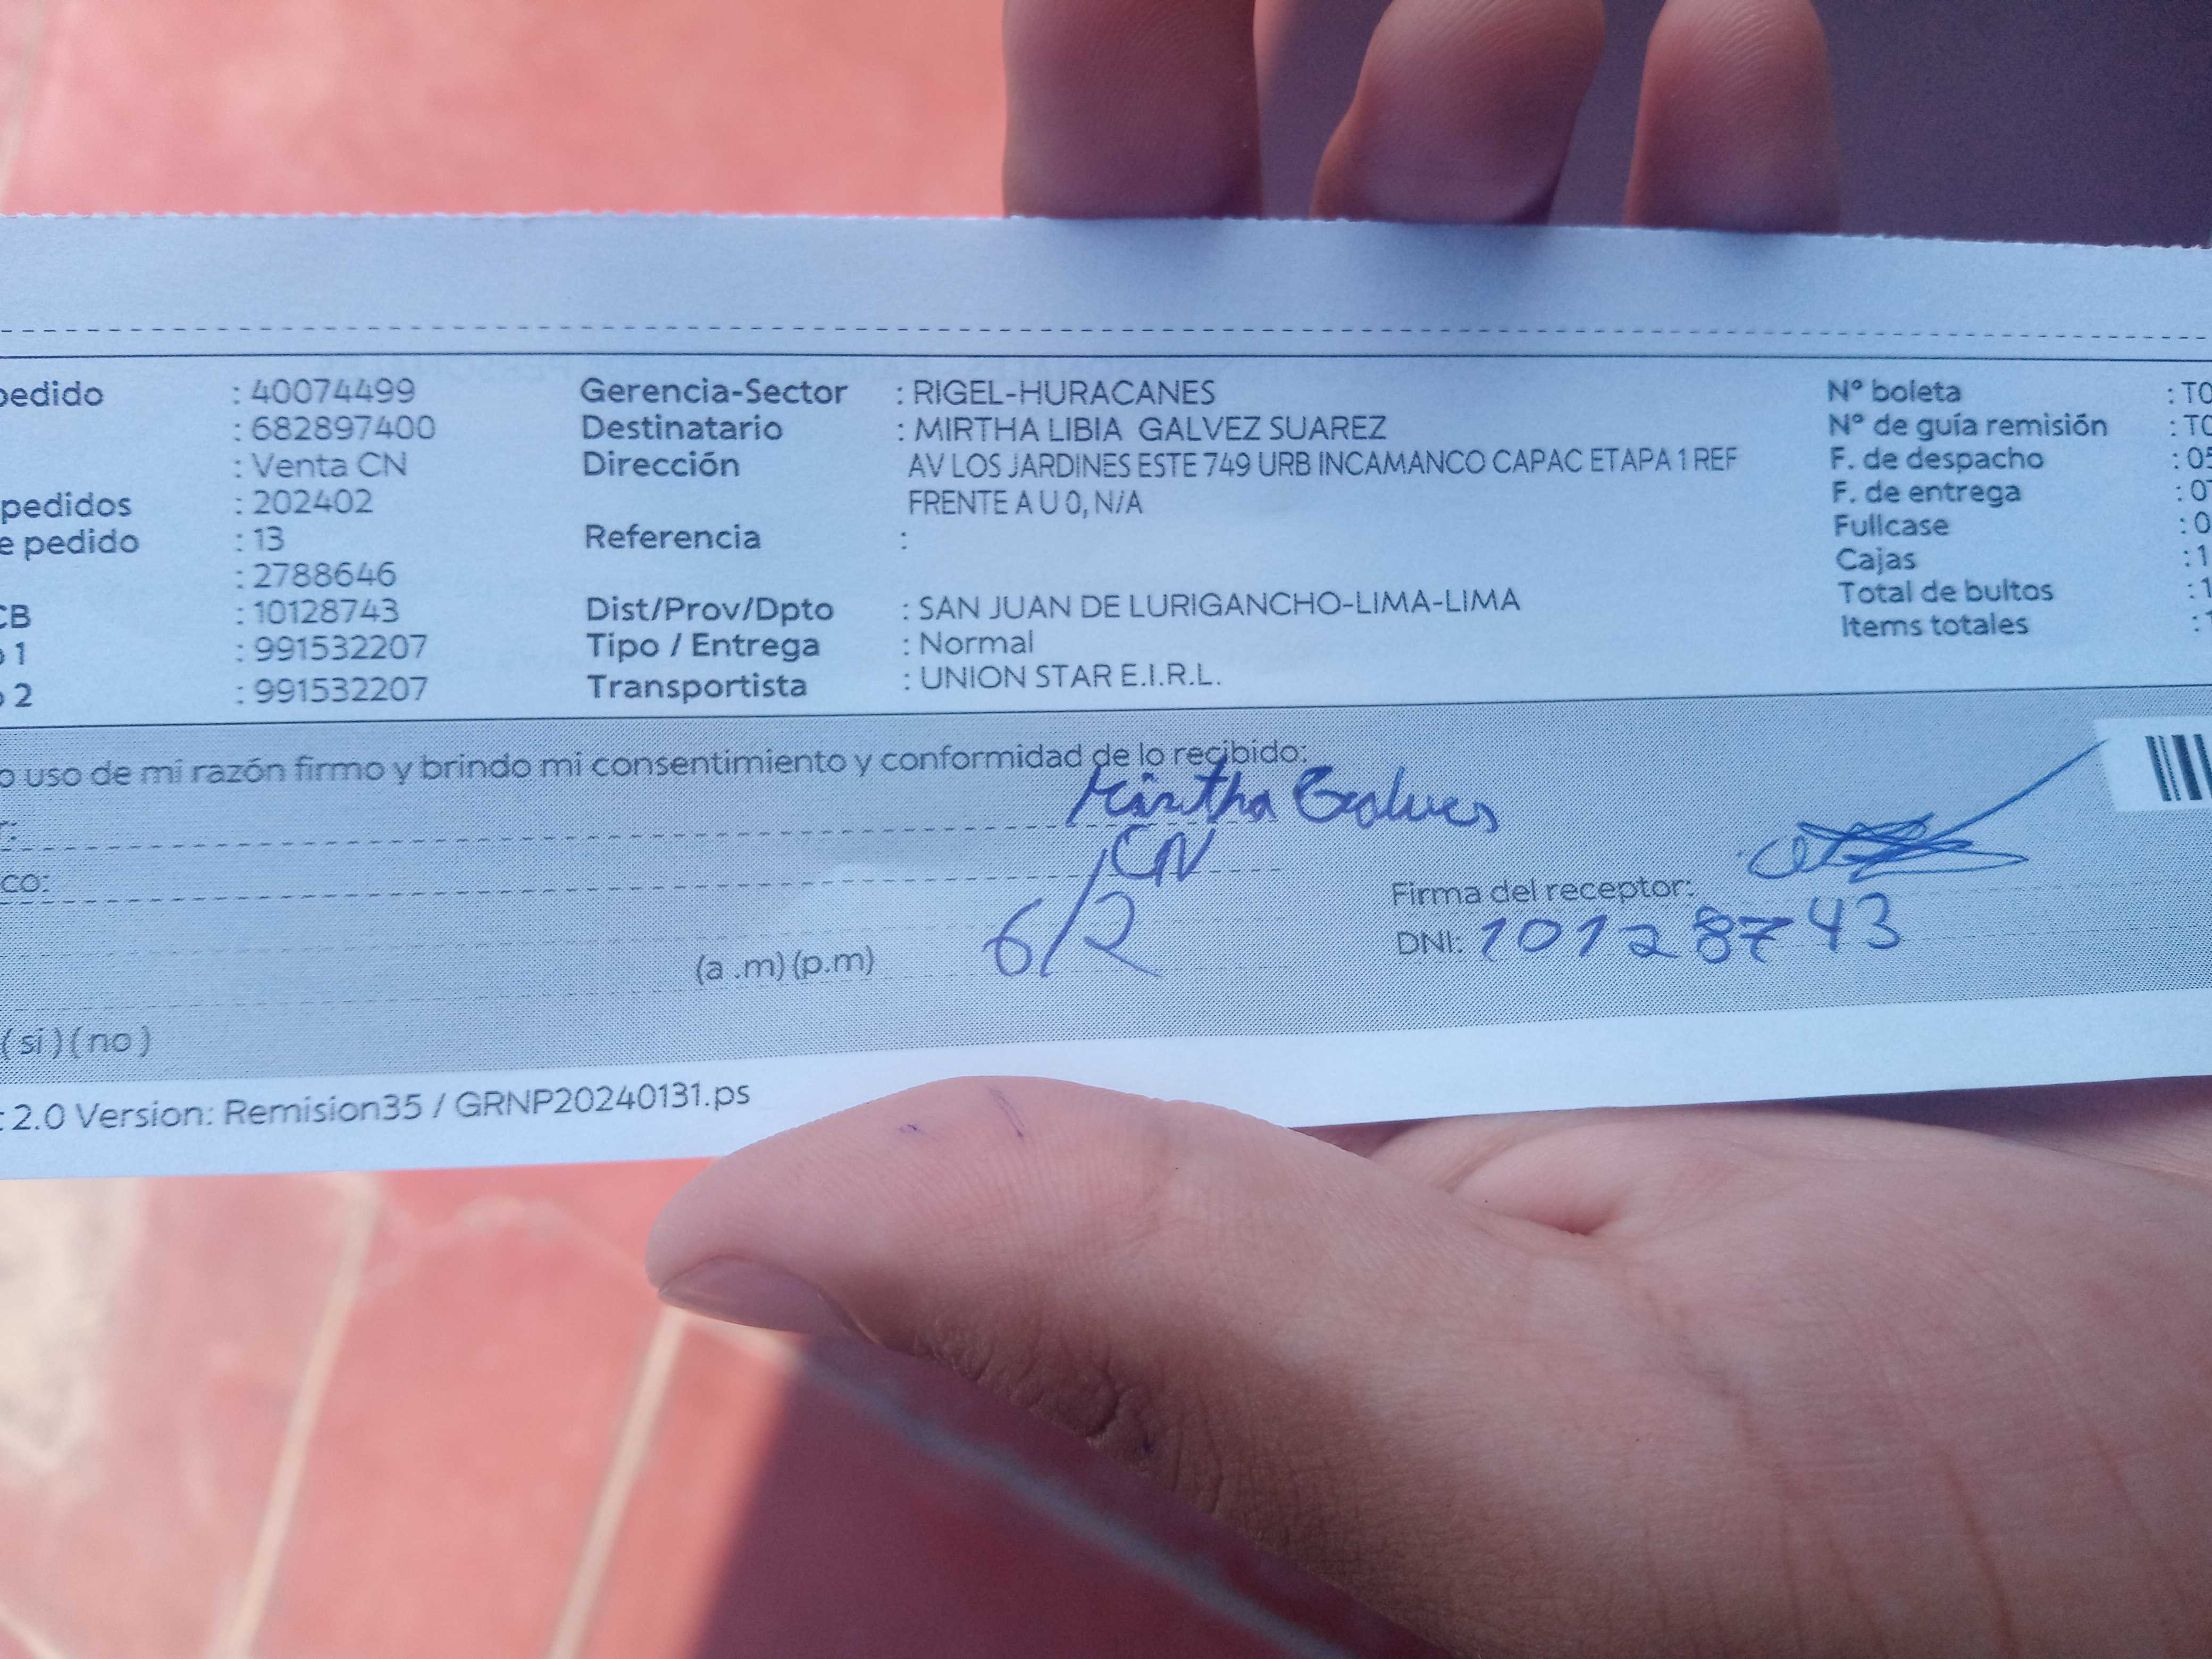 pedido : 40074499 Gerencia-Sector : RIGEL-HURACANES Nº boleta : T0
: 682897400 Destinatario : MIRTHA LIBIA GALVEZ SUAREZ Nº de guía remisión : T0
: Venta CN Dirección AV LOS JARDINES ESTE 749 URB INCAMANCO CAPAC ETAPA 1 REF F. de despacho : 05
pedidos : 202402 FRENTE A U 0, N/A F. de entrega : 07
e pedido : 13 Referencia : Fullcase : 0
: 2788646 Cajas : 1
CB : 10128743 Dist/Prov/Dpto : SAN JUAN DE LURIGANCHO-LIMA-LIMA Total de bultos : 1
o 1 : 991532207 Tipo / Entrega : Normal Items totales : 1
o 2 : 991532207 Transportista : UNION STAR E.I.R.L.
o uso de mi razón firmo y brindo mi consentimiento y conformidad de lo recibido:
Mirtha Galvez
r:
CN
co:
Firma del receptor:
(a .m) (p.m) 6/2 DNI: 10128743
( si ) ( no )
t 2.0 Version: Remision35 / GRNP20240131.ps